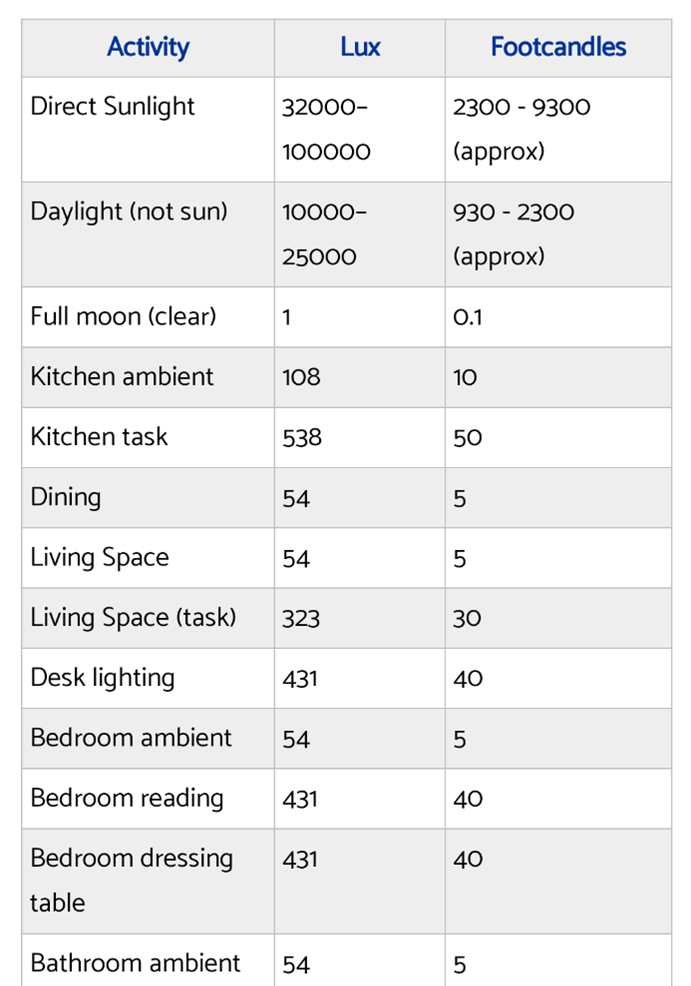 Activity Lux Footcandles
Direct Sunlight 32000– 2300 - 9300
100000 (approx)
Daylight (not sun) 10000– 930 - 2300
25000 (approx)
Full moon (clear) 1 0.1
Kitchen ambient 108 10
Kitchen task 538 50
Dining 54 5
Living Space 54 5
Living Space (task) 323 30
Desk lighting 431 40
Bedroom ambient 54 5
Bedroom reading 431 40
Bedroom dressing 431 40
table
Bathroom ambient 54 5